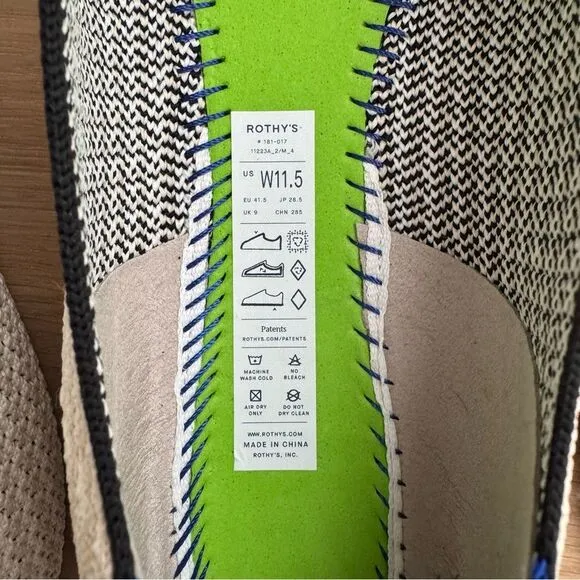 ROTHY'S
# 181-017
11223A_2/M_4
US W11.5
EU 41.5 JP 28.5
UK 9 CHN 285
Patents
ROTHYS.COM/PATENTS
MACHINE WASH COLD
NO BLEACH
AIR DRY ONLY
DO NOT DRY CLEAN
WWW.ROTHYS.COM
MADE IN CHINA
ROTHY'S, INC.